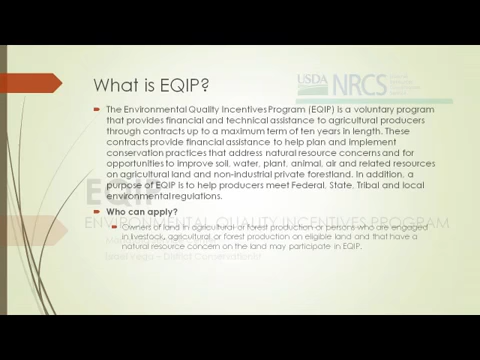 What is EQIP?
USDA NRCS
The Environmental Quality Incentives Program (EQIP) is a voluntary program
that provides financial and technical assistance to agricultural producers
through contracts up to a maximum term of ten years in length. These
contracts provide financial assistance to help plan and implement
conservation practices that address natural resource concerns and for
opportunities to improve soil, water, plant, animal, air and related resources
on agricultural land and non-industrial private forestland. In addition, a
purpose of EQIP is to help producers meet Federal, State, Tribal and local
environmental regulations.
EQIP
Who can apply?
ENVIRONMENTAL QUALITY INCENTIVES PROGRAM
Owners of land in agricultural or forest production or persons who are engaged
in livestock, agricultural or forest production on eligible land and that have a
natural resource concern on the land may participate in EQIP.
District Conservationist